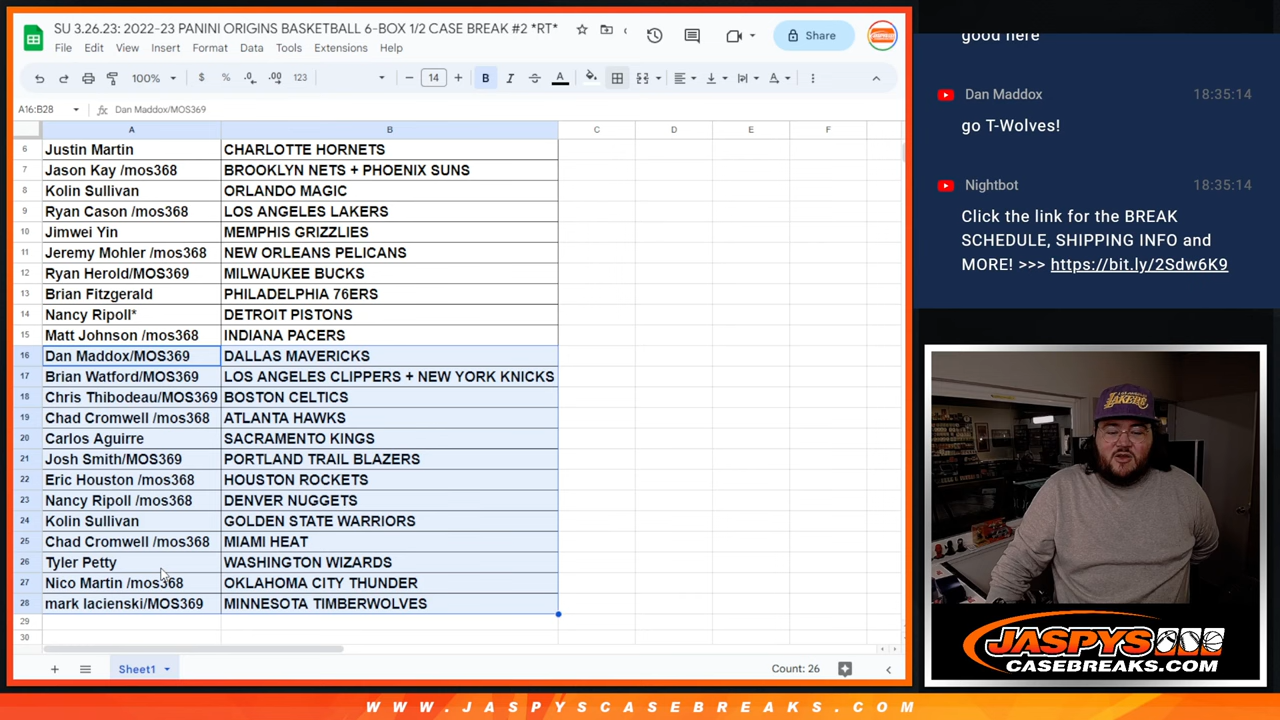 SU 3.26.23: 2022-23 PANINI ORIGINS BASKETBALL 6-BOX 1/2 CASE BREAK #2 *RT*
Share
File Edit View Insert Format Data Tools Extensions Help
100% $ % .0 .00 123 14 B I A
A16:B28 fx Dan Maddox/MOS369
A B C D E F
6 Justin Martin CHARLOTTE HORNETS
7 Jason Kay /mos368 BROOKLYN NETS + PHOENIX SUNS
8 Kolin Sullivan ORLANDO MAGIC
9 Ryan Cason /mos368 LOS ANGELES LAKERS
10 Jimwei Yin MEMPHIS GRIZZLIES
11 Jeremy Mohler /mos368 NEW ORLEANS PELICANS
12 Ryan Herold/MOS369 MILWAUKEE BUCKS
13 Brian Fitzgerald PHILADELPHIA 76ERS
14 Nancy Ripoll* DETROIT PISTONS
15 Matt Johnson /mos368 INDIANA PACERS
16 Dan Maddox/MOS369 DALLAS MAVERICKS
17 Brian Watford/MOS369 LOS ANGELES CLIPPERS + NEW YORK KNICKS
18 Chris Thibodeau/MOS369 BOSTON CELTICS
19 Chad Cromwell /mos368 ATLANTA HAWKS
20 Carlos Aguirre SACRAMENTO KINGS
21 Josh Smith/MOS369 PORTLAND TRAIL BLAZERS
22 Eric Houston /mos368 HOUSTON ROCKETS
23 Nancy Ripoll /mos368 DENVER NUGGETS
24 Kolin Sullivan GOLDEN STATE WARRIORS
25 Chad Cromwell /mos368 MIAMI HEAT
26 Tyler Petty WASHINGTON WIZARDS
27 Nico Martin /mos368 OKLAHOMA CITY THUNDER
28 mark lacienski/MOS369 MINNESOTA TIMBERWOLVES
29
30
Sheet1 Count: 26
good here
Dan Maddox 18:35:14
go T-Wolves!
Nightbot 18:35:14
Click the link for the BREAK
SCHEDULE, SHIPPING INFO and
MORE! >>> https://bit.ly/2Sdw6K9
LAKERS
JASPYS
CASEBREAKS.COM
WWW.JASPYSCASEBREAKS.COM